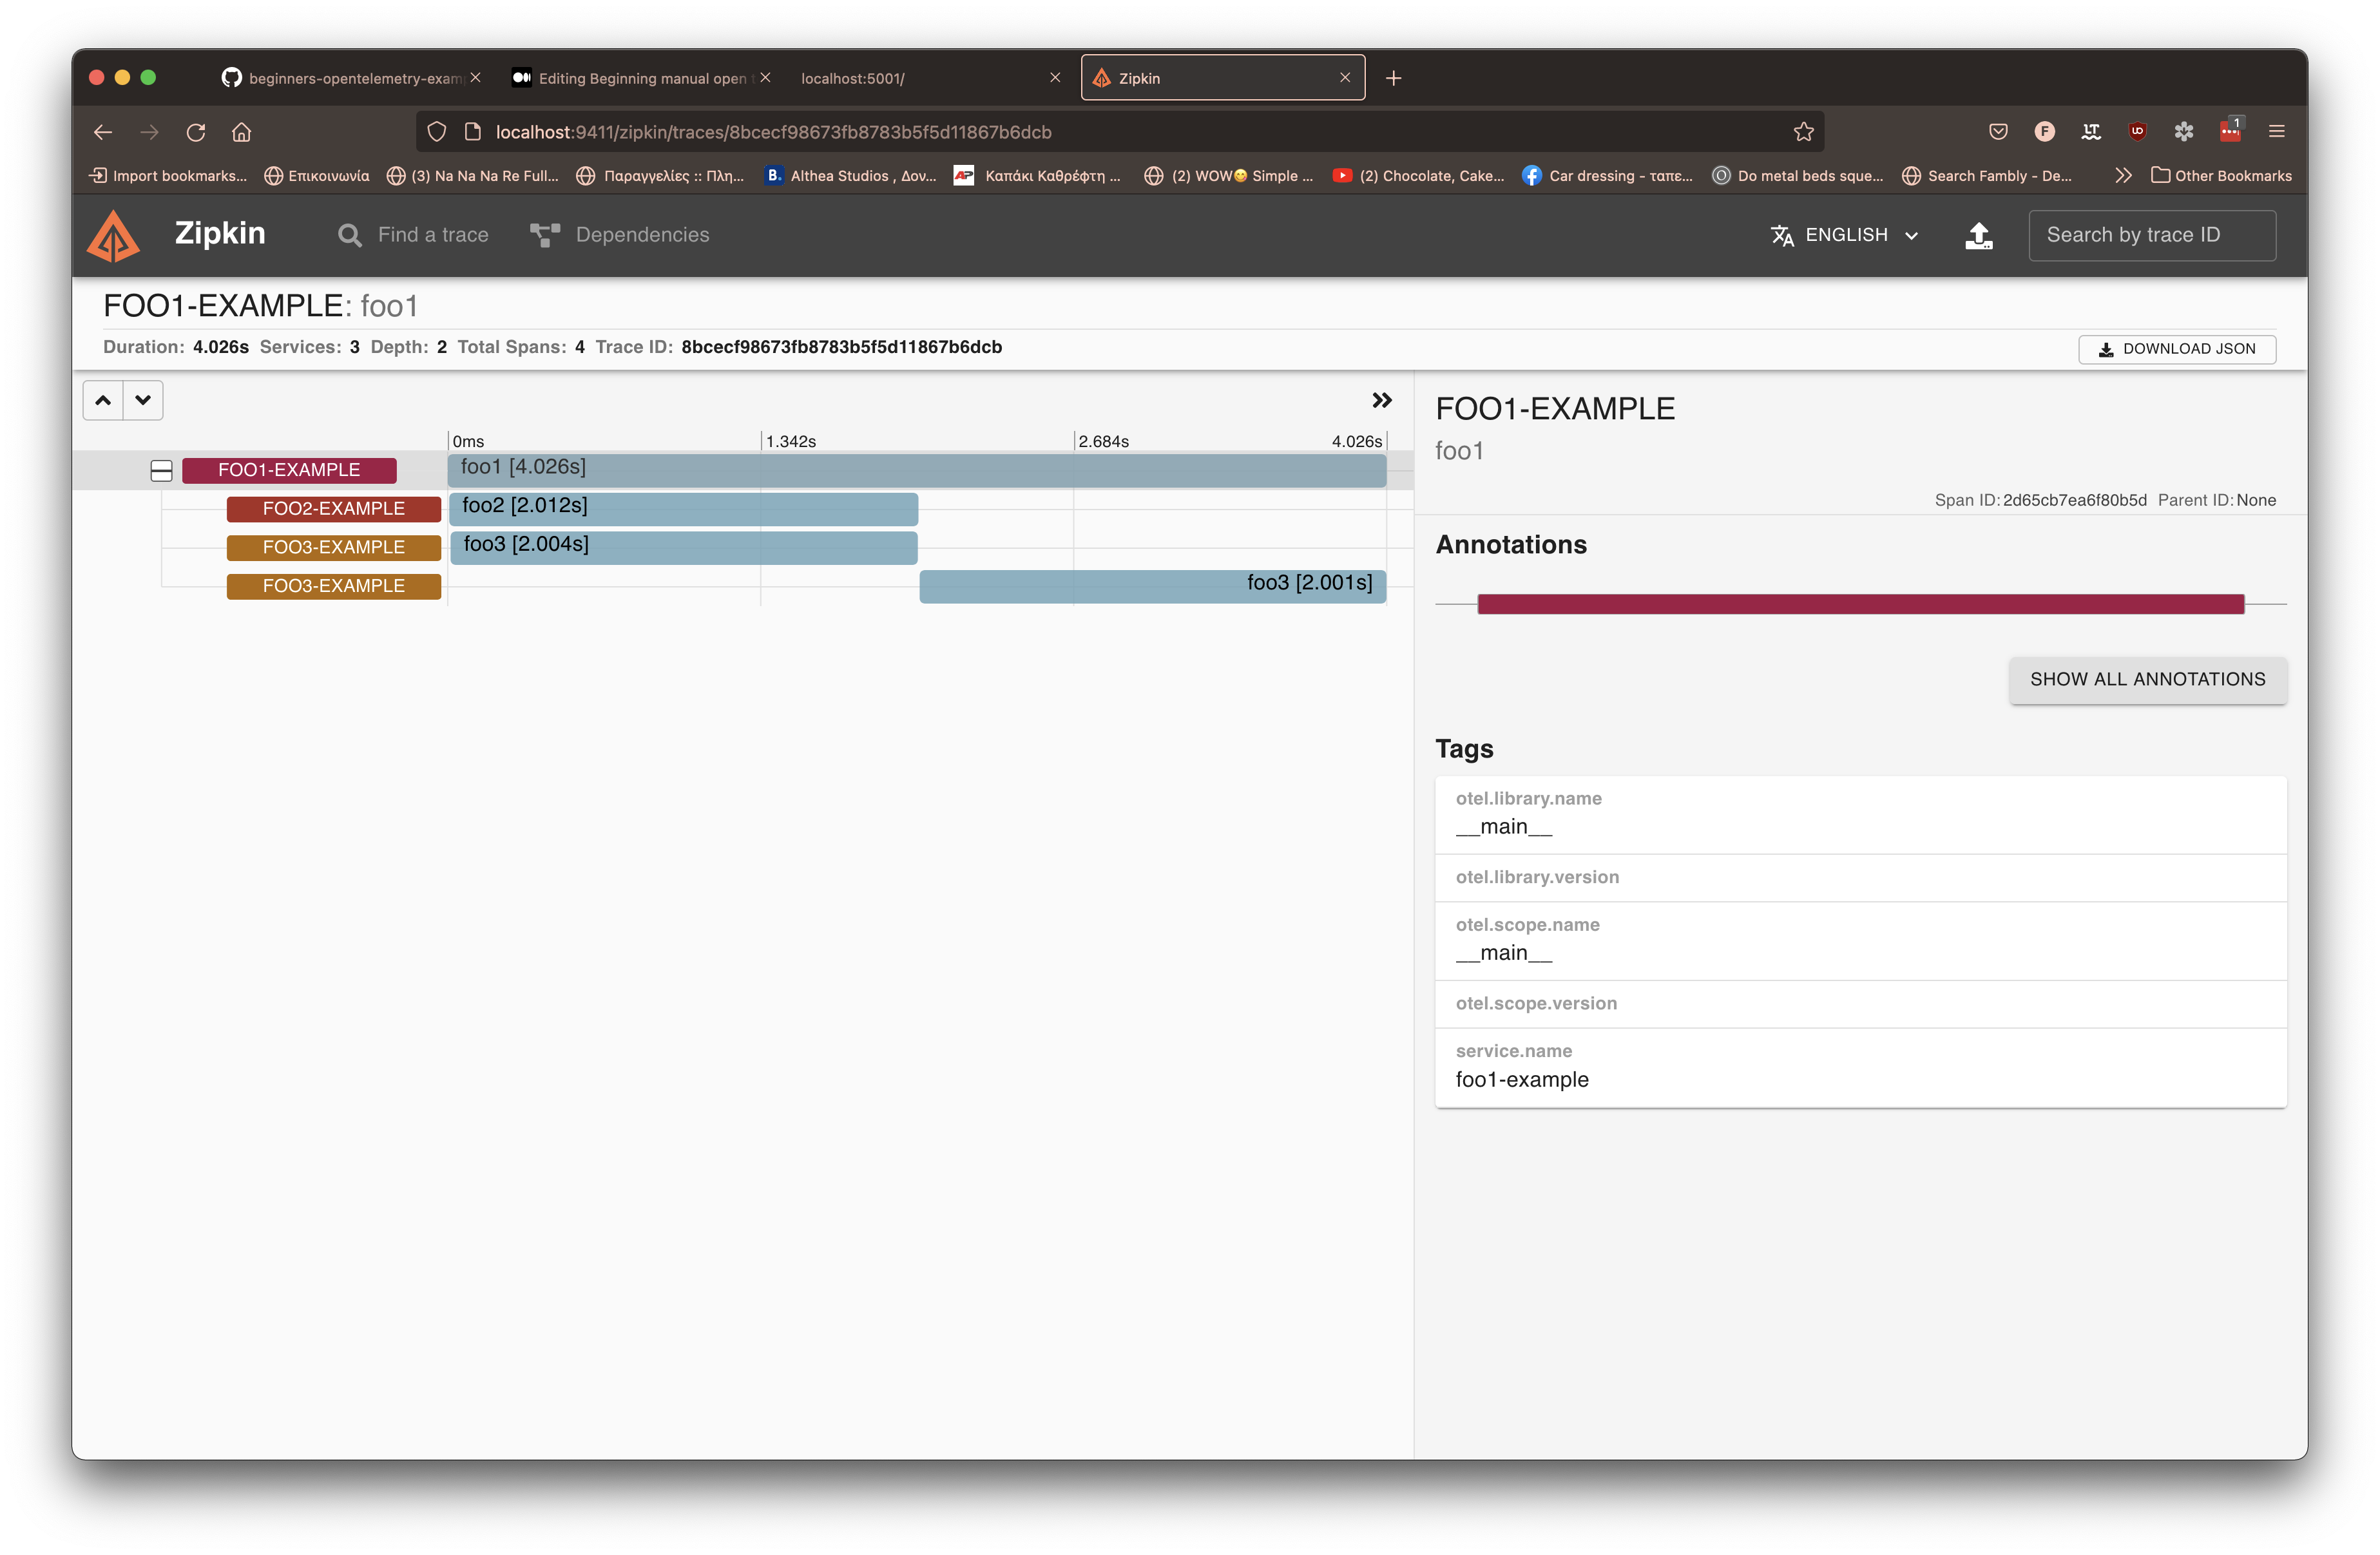 beginners-opentelemetry-exam
Editing Beginning manual open t
localhost:5001/
Zipkin
localhost:9411/zipkin/traces/8bcecf98673fb8783b5f5d11867b6dcb
F
1
Import bookmarks...
Επικοινωνία
(3) Na Na Na Re Full...
Παραγγελίες :: Πλη...
B.
Althea Studios , Δον...
AP
Καπάκι Καθρέφτη ...
(2) WOW😋 Simple ...
(2) Chocolate, Cake...
Car dressing - ταπε...
Do metal beds sque...
Search Fambly - De...
Other Bookmarks
Zipkin
Find a trace
Dependencies
ENGLISH
Search by trace ID
FOO1-EXAMPLE: foo1
Duration: 4.026s Services: 3 Depth: 2 Total Spans: 4 Trace ID: 8bcecf98673fb8783b5f5d11867b6dcb
DOWNLOAD JSON
0ms
1.342s
2.684s
4.026s
FOO1-EXAMPLE
foo1 [4.026s]
FOO2-EXAMPLE
foo2 [2.012s]
FOO3-EXAMPLE
foo3 [2.004s]
FOO3-EXAMPLE
foo3 [2.001s]
FOO1-EXAMPLE
foo1
Span ID: 2d65cb7ea6f80b5d Parent ID: None
Annotations
SHOW ALL ANNOTATIONS
Tags
otel.library.name
__main__
otel.library.version
otel.scope.name
__main__
otel.scope.version
service.name
foo1-example